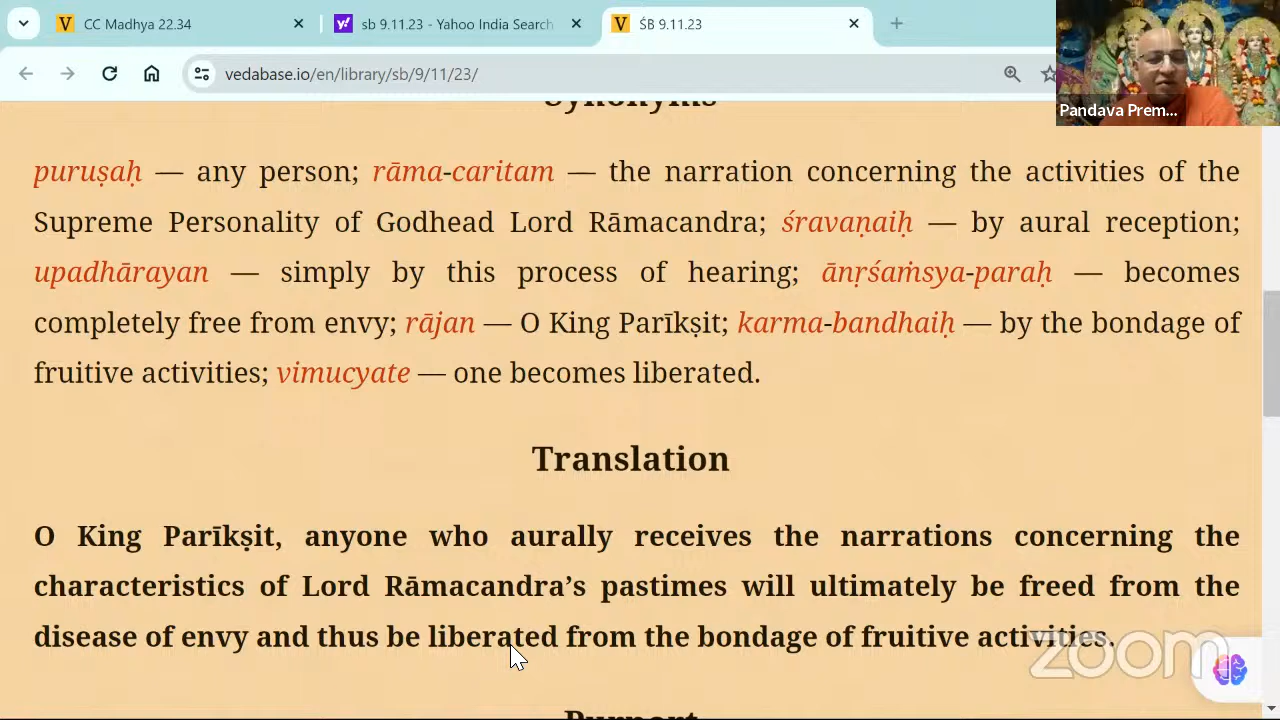 CC Madhya 22.34
sb 9.11.23 - Yahoo India Search
ŚB 9.11.23
vedabase.io/en/library/sb/9/11/23/
Pandava Prem...
Synonyms
puruṣaḥ — any person; rāma-caritam — the narration concerning the activities of the
Supreme Personality of Godhead Lord Rāmacandra; śravaṇaiḥ — by aural reception;
upadhārayan — simply by this process of hearing; ānṛśaṁsya-paraḥ — becomes
completely free from envy; rājan — O King Parīkṣit; karma-bandhaiḥ — by the bondage of
fruitive activities; vimucyate — one becomes liberated.
Translation
O King Parīkṣit, anyone who aurally receives the narrations concerning the
characteristics of Lord Rāmacandra’s pastimes will ultimately be freed from the
disease of envy and thus be liberated from the bondage of fruitive activities.
zoom
Purport